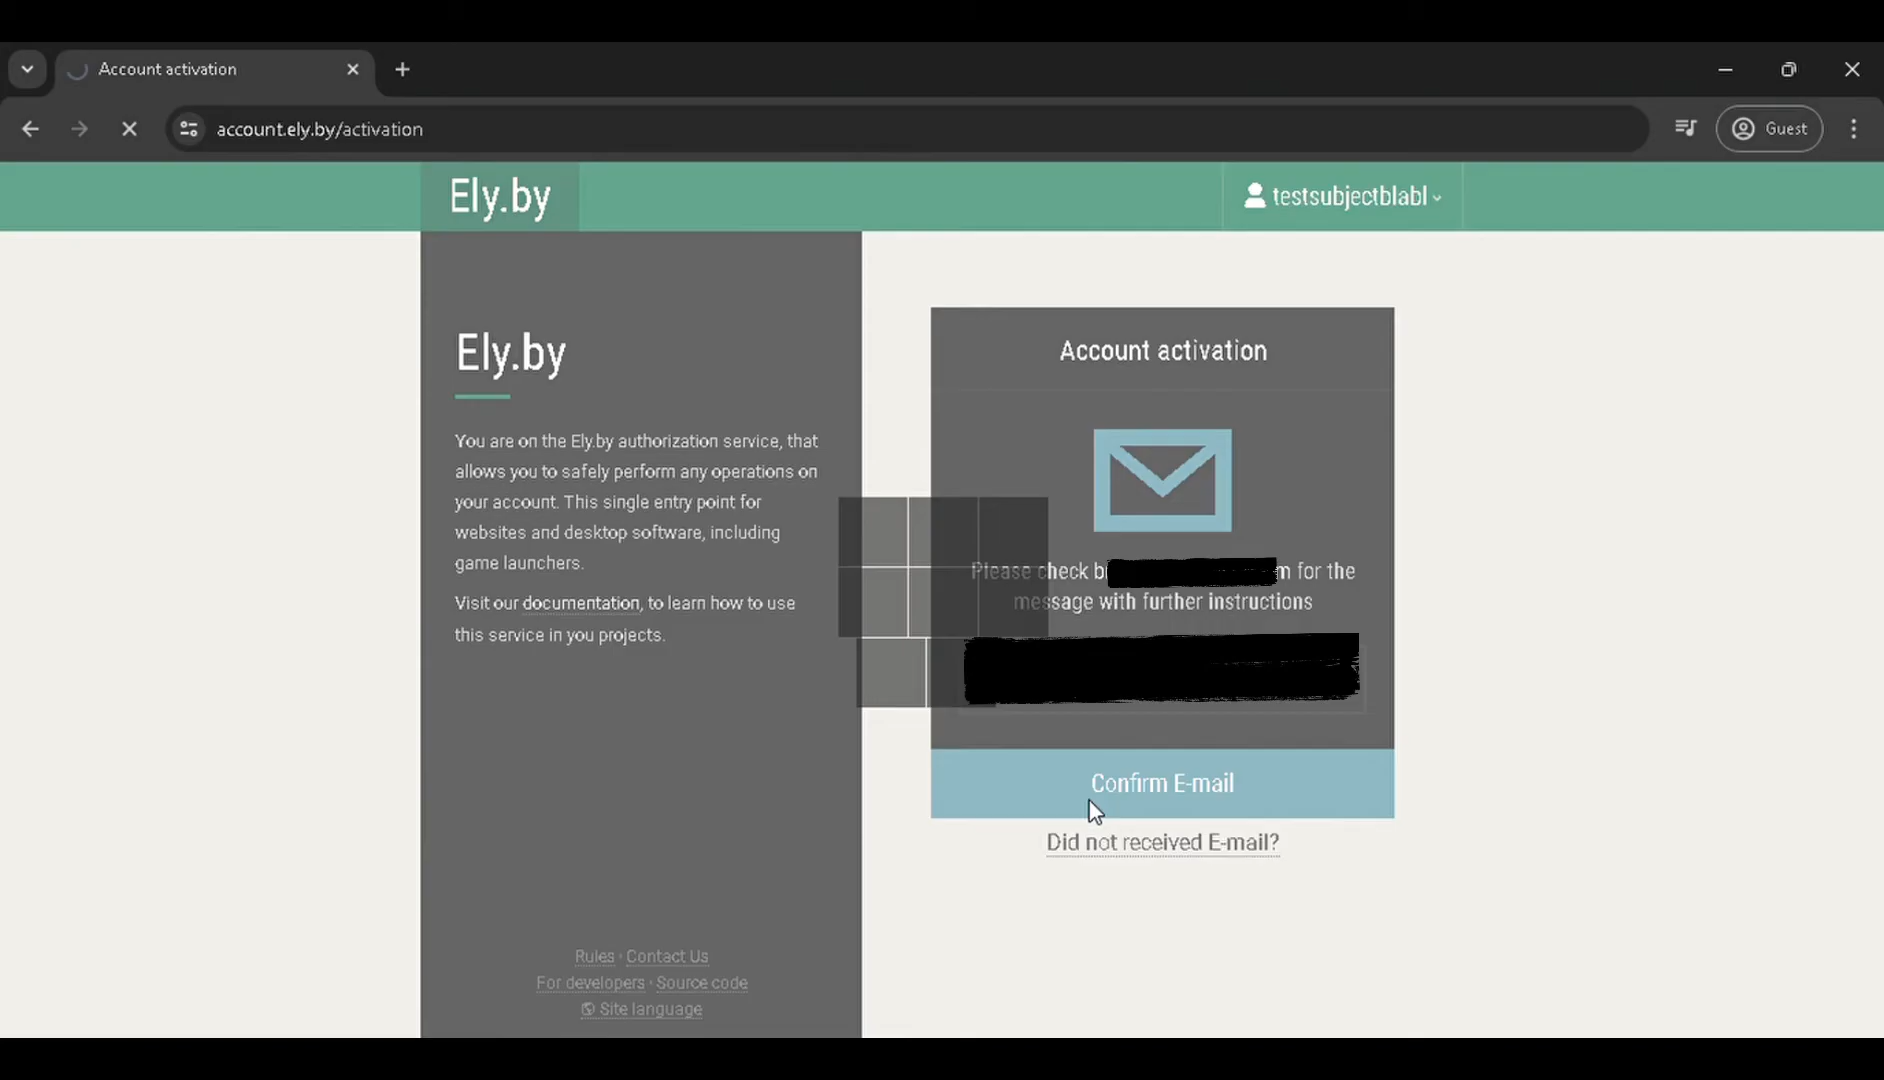 Account activation
account.ely.by/activation
Guest
Ely.by
testsubjectblabl
Ely.by
You are on the Ely.by authorization service, that
allows you to safely perform any operations on
your account. This single entry point for
websites and desktop software, including
game launchers.
Visit our documentation, to learn how to use
this service in you projects.
Rules · Contact Us
For developers · Source code
Site language
Account activation
Please check b m for the
message with further instructions
Confirm E-mail
Did not received E-mail?